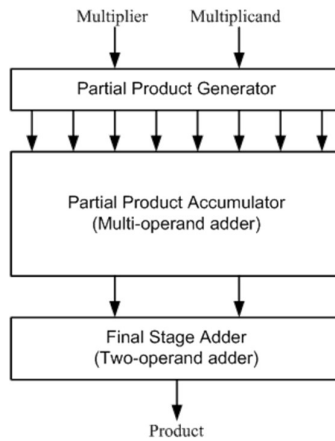 Multiplier Multiplicand
Partial Product Generator
Partial Product Accumulator
(Multi-operand adder)
Final Stage Adder
(Two-operand adder)
Product